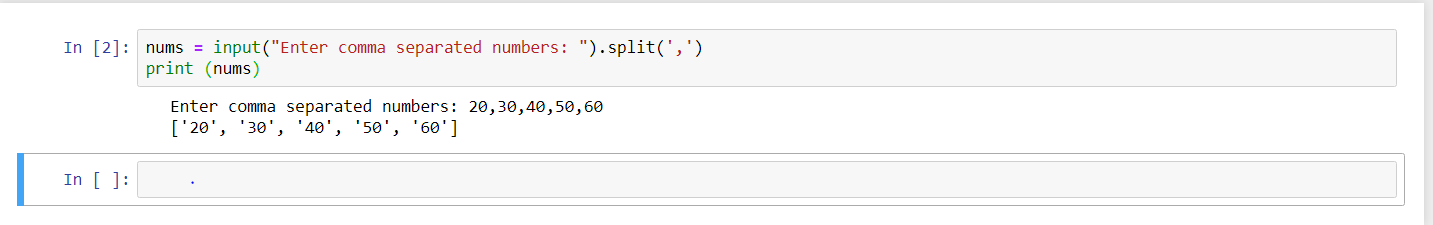 In [2]: nums = input("Enter comma separated numbers: ").split(',')
print (nums)
Enter comma separated numbers: 20,30,40,50,60
['20', '30', '40', '50', '60']
In [ ]: .